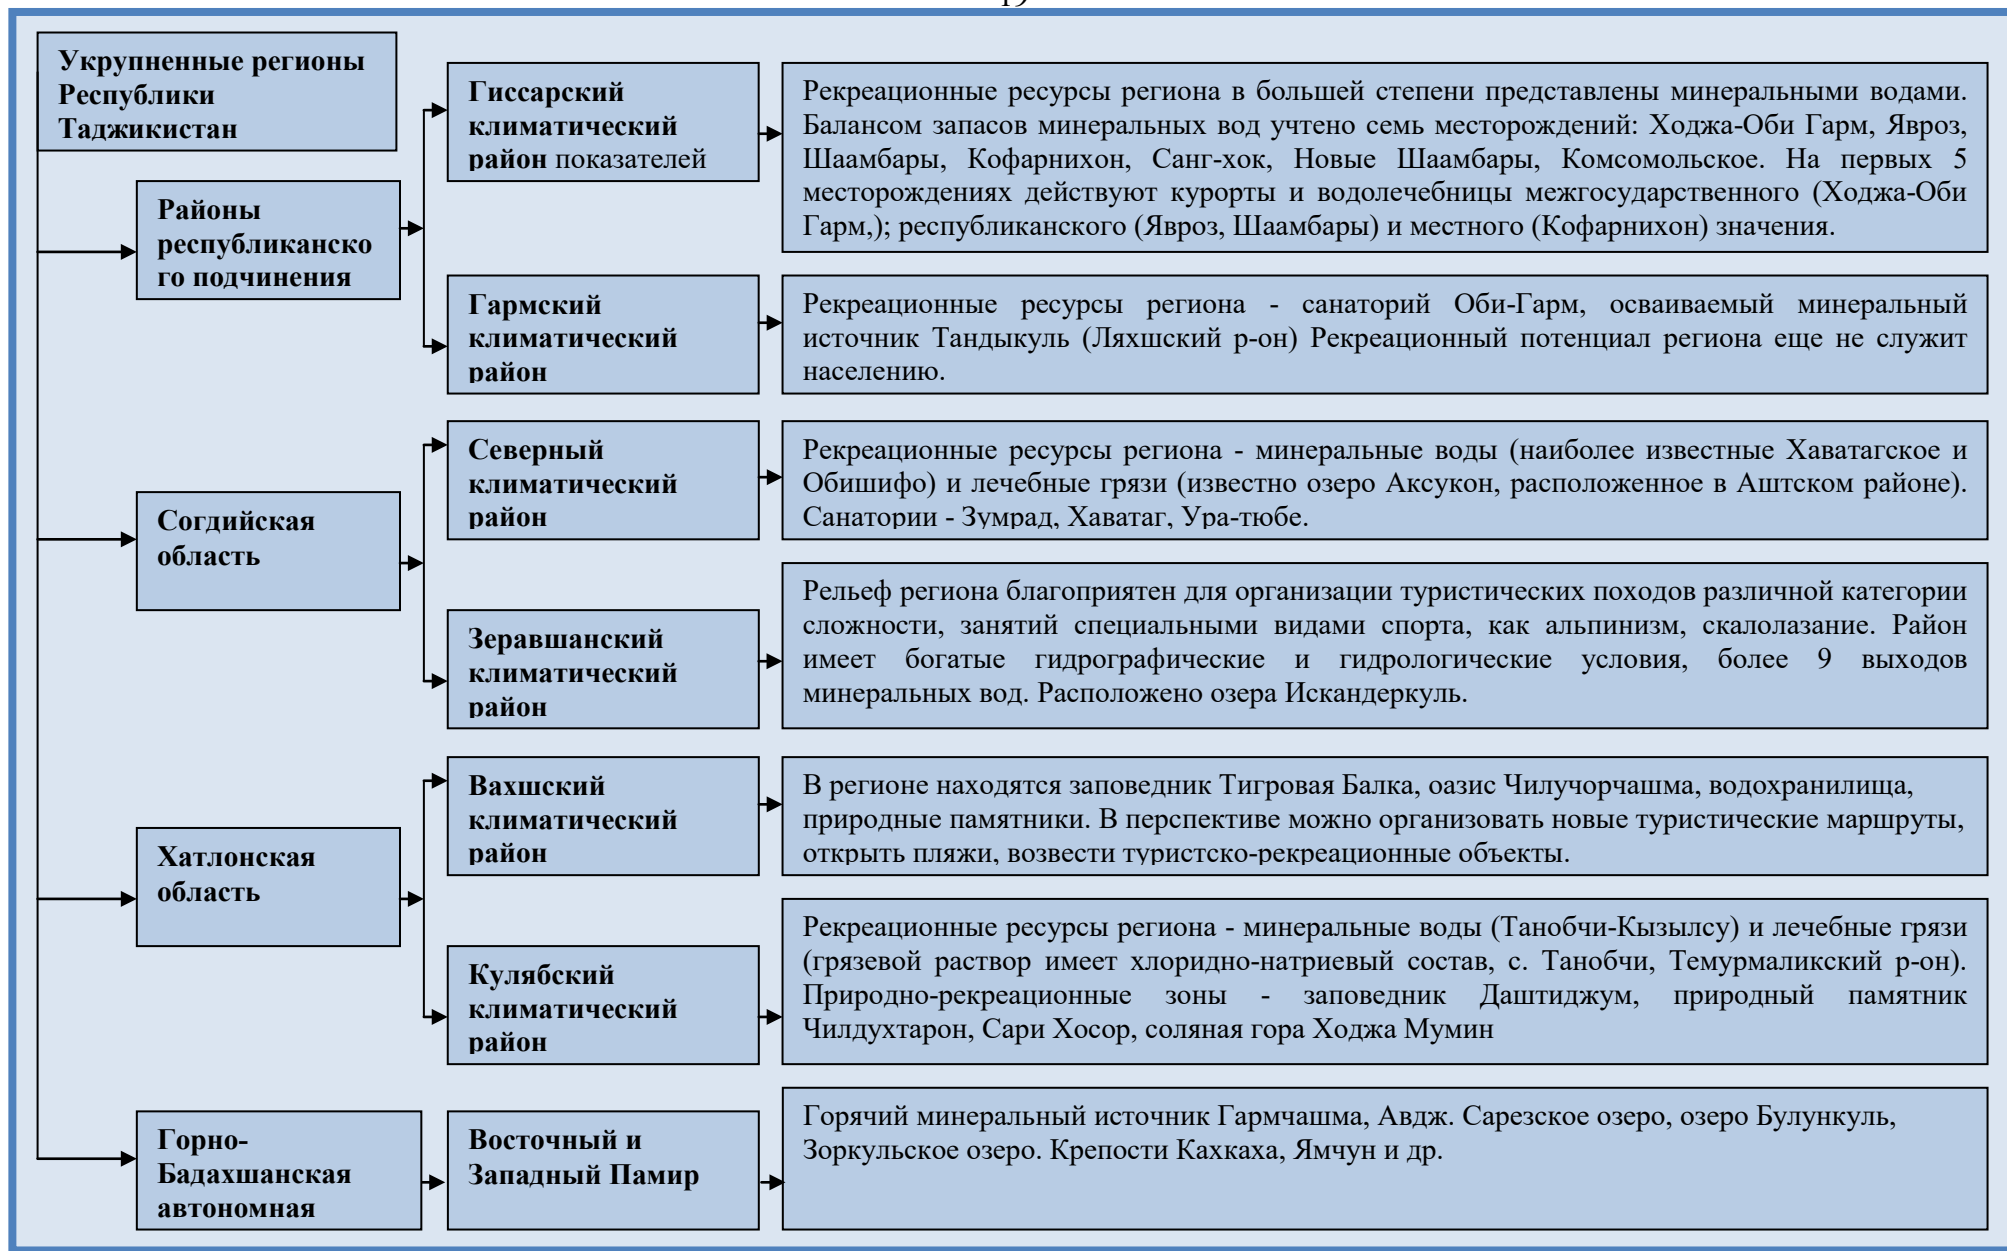 19
Укрупненные регионы
Республики
Таджикистан
Районы
республиканско
го подчинения
Гиссарский
климатический
район показателей
Рекреационные ресурсы региона в большей степени представлены минеральными водами.
Балансом запасов минеральных вод учтено семь месторождений: Ходжа-Оби Гарм, Явроз,
Шаамбары, Кофарнихон, Санг-хок, Новые Шаамбары, Комсомольское. На первых 5
месторождениях действуют курорты и водолечебницы межгосударственного (Ходжа-Оби
Гарм,); республиканского (Явроз, Шаамбары) и местного (Кофарнихон) значения.
Гармский
климатический
район
Рекреационные ресурсы региона - санаторий Оби-Гарм, осваиваемый минеральный
источник Тандыкуль (Ляхшский р-он) Рекреационный потенциал региона еще не служит
населению.
Согдийская
область
Северный
климатический
район
Рекреационные ресурсы региона - минеральные воды (наиболее известные Хаватагское и
Обишифо) и лечебные грязи (известно озеро Аксукон, расположенное в Аштском районе).
Санатории - Зумрад, Хаватаг, Ура-тюбе.
Зеравшанский
климатический
район
Рельеф региона благоприятен для организации туристических походов различной категории
сложности, занятий специальными видами спорта, как альпинизм, скалолазание. Район
имеет богатые гидрографические и гидрологические условия, более 9 выходов
минеральных вод. Расположено озера Искандеркуль.
Хатлонская
область
Вахшский
климатический
район
В регионе находятся заповедник Тигровая Балка, оазис Чилучорчашма, водохранилища,
природные памятники. В перспективе можно организовать новые туристические маршруты,
открыть пляжи, возвести туристско-рекреационные объекты.
Кулябский
климатический
район
Рекреационные ресурсы региона - минеральные воды (Танобчи-Кызылсу) и лечебные грязи
(грязевой раствор имеет хлоридно-натриевый состав, с. Танобчи, Темурмаликский р-он).
Природно-рекреационные зоны - заповедник Даштиджум, природный памятник
Чилдухтарон, Сари Хосор, соляная гора Ходжа Мумин
Горно-
Бадахшанская
автономная
Восточный и
Западный Памир
Горячий минеральный источник Гармчашма, Авдж. Сарезское озеро, озеро Булункуль,
Зоркульское озеро. Крепости Кахкаха, Ямчун и др.